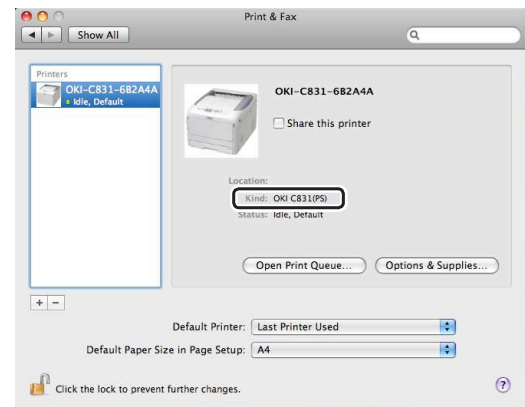 Print & Fax
Show All
Printers
OKI-C831-6B2A4A
Idle, Default
OKI-C831-6B2A4A
Share this printer
Location:
Kind: OKI C831(PS)
Status: Idle, Default
Open Print Queue...
Options & Supplies...
+ −
Default Printer: Last Printer Used
Default Paper Size in Page Setup: A4
Click the lock to prevent further changes.
?